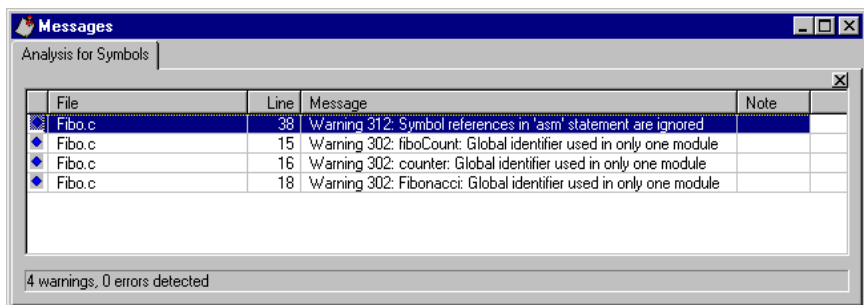 Messages
Analysis for Symbols
File Line Message Note
Fibo.c 38 Warning 312: Symbol references in 'asm' statement are ignored
Fibo.c 15 Warning 302: fiboCount: Global identifier used in only one module
Fibo.c 16 Warning 302: counter: Global identifier used in only one module
Fibo.c 18 Warning 302: Fibonacci: Global identifier used in only one module
4 warnings, 0 errors detected